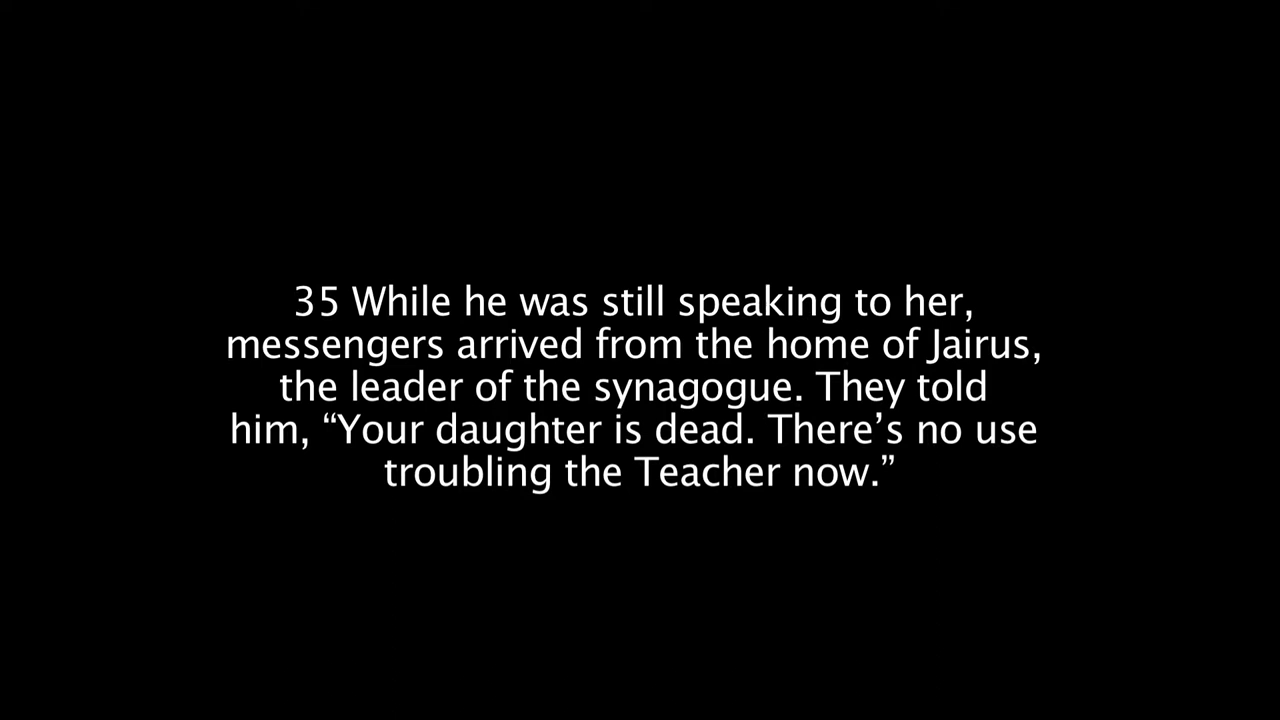 35 While he was still speaking to her,
messengers arrived from the home of Jairus,
the leader of the synagogue. They told
him, “Your daughter is dead. There’s no use
troubling the Teacher now.”